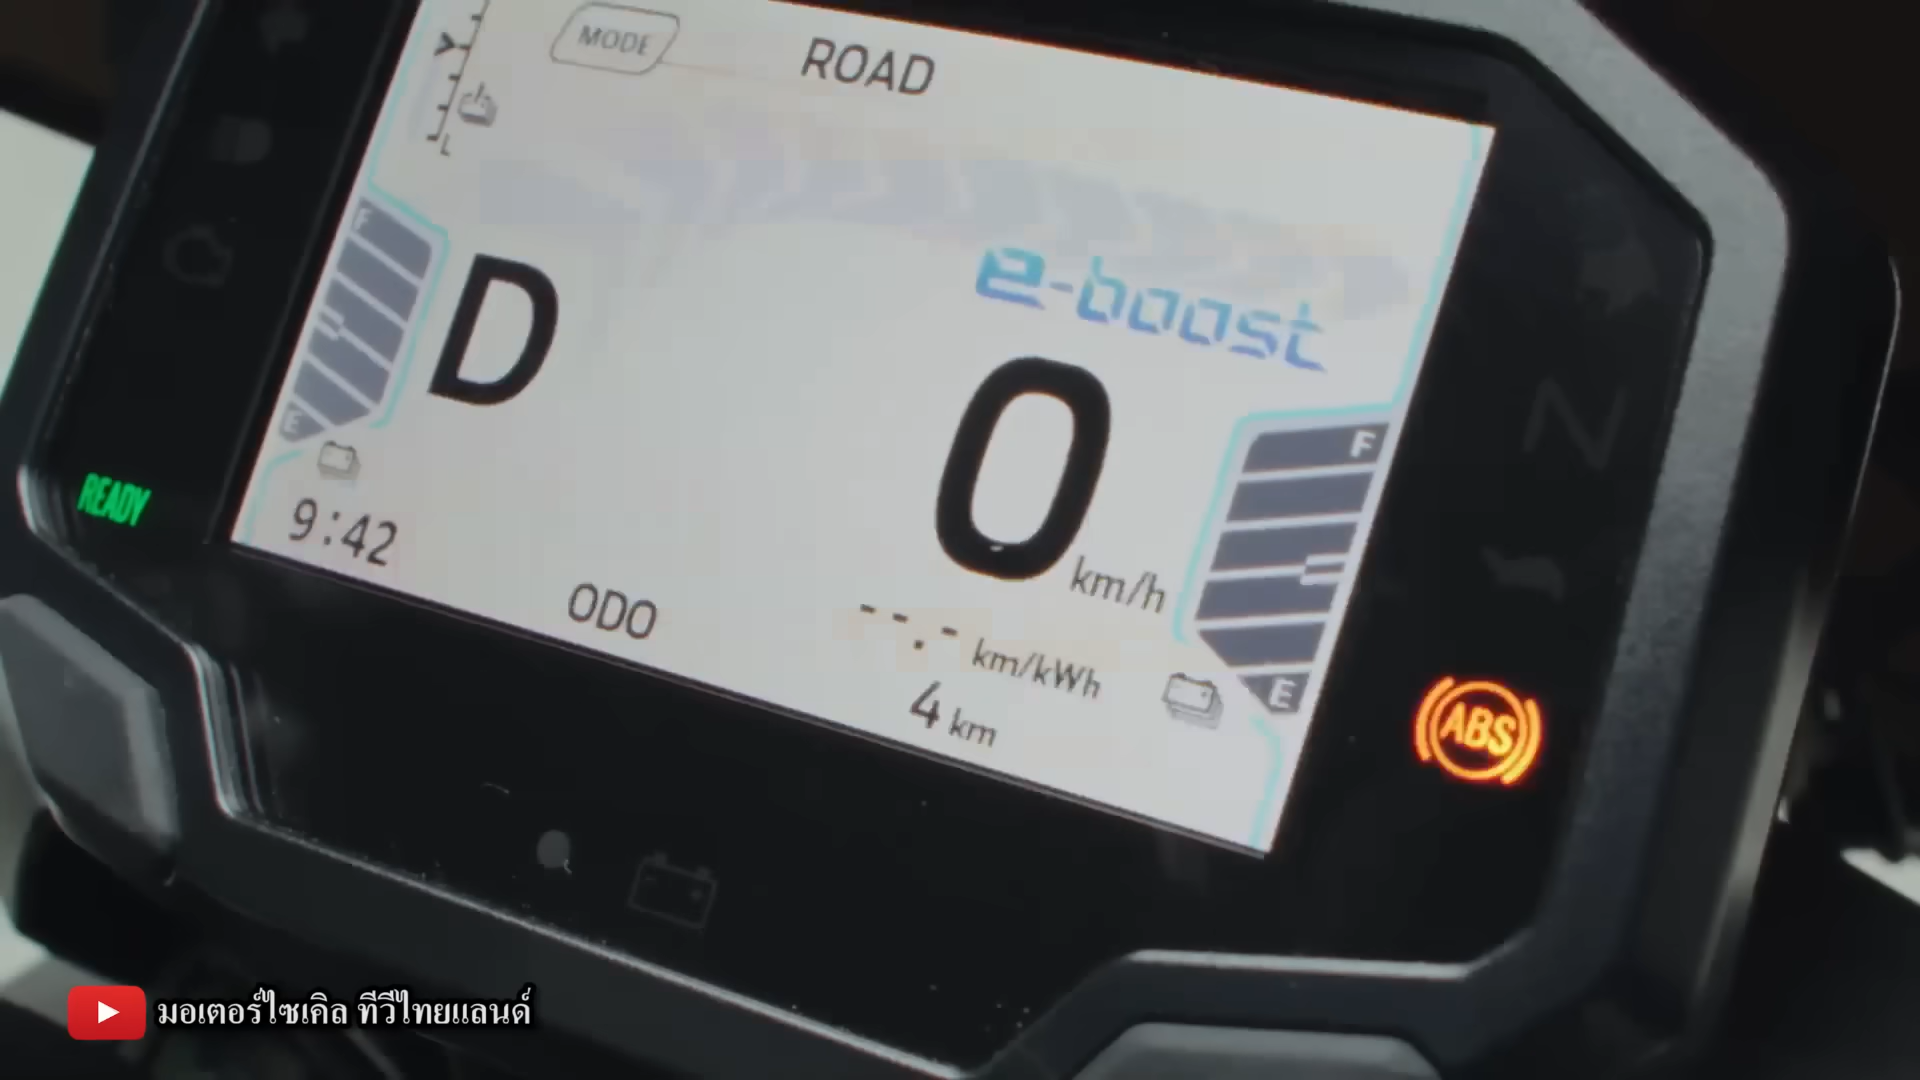 MODE
ROAD
L
F
E
D
e-boost
0 km/h
F
E
N
READY
9:42
ODO
--.- km/kWh
4 km
ABS
มอเตอร์ไซเคิล ทีวีไทยแลนด์